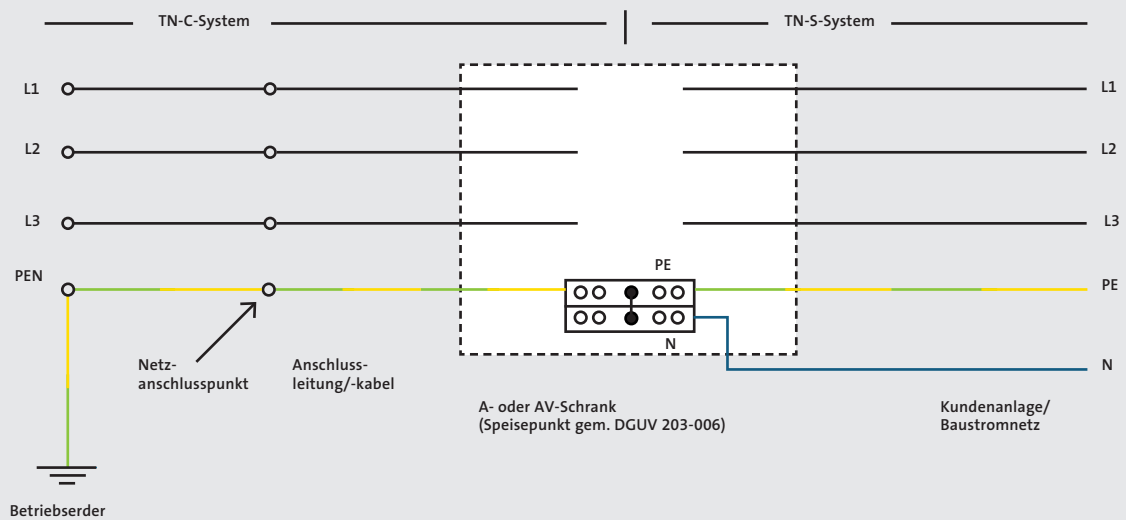 TN-C-System
TN-S-System
L1
L1
L2
L2
L3
L3
PEN
PE
PE
N
N
Netz-
anschlusspunkt
Anschluss-
leitung/-kabel
A- oder AV-Schrank
(Speisepunkt gem. DGUV 203-006)
Kundenanlage/
Baustromnetz
Betriebserder